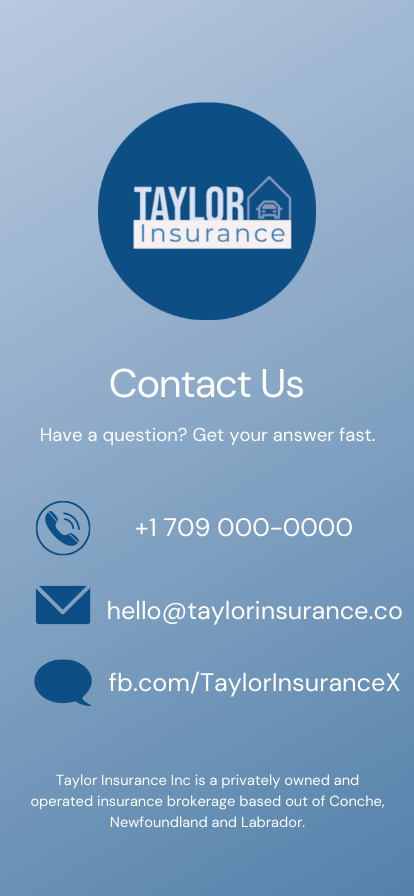 TAYLOR
Insurance
Contact Us
Have a question? Get your answer fast.
+1 709 000-0000
hello@taylorinsurance.co
fb.com/TaylorInsuranceX
Taylor Insurance Inc is a privately owned and
operated insurance brokerage based out of Conche,
Newfoundland and Labrador.